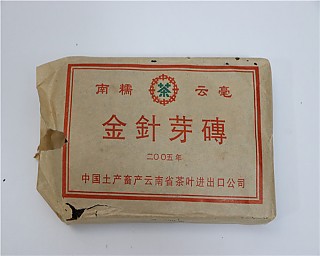 南糯 茶 云毫
金針芽磚
二〇〇五年
中国土产畜产云南省茶叶进出口公司